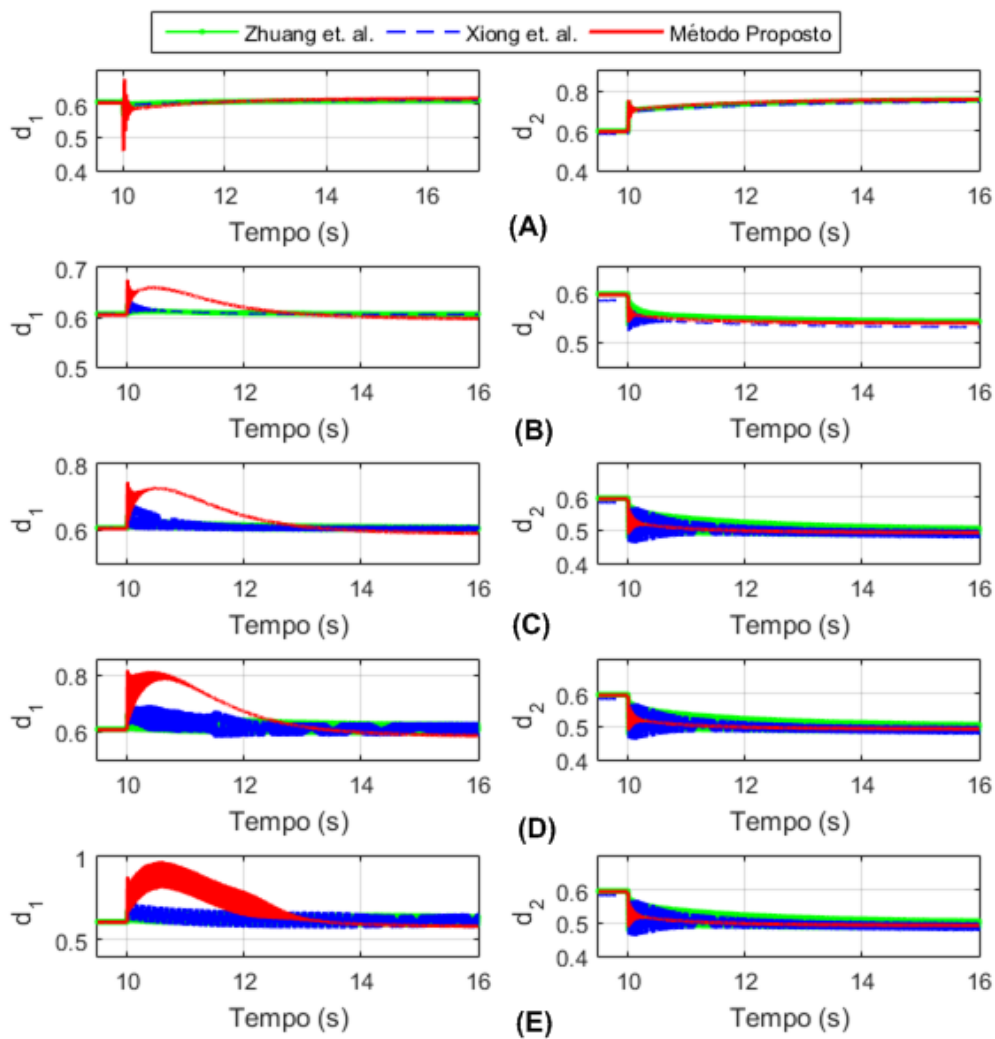 Zhuang et. al. Xiong et. al. Método Proposto
0.6 0.5 0.4
d1
10 12 14 16
Tempo (s)
0.8 0.6 0.4
d2
10 12 14 16
Tempo (s)
(A)
0.7 0.6 0.5
d1
10 12 14 16
Tempo (s)
0.6 0.5
d2
10 12 14 16
Tempo (s)
(B)
0.8 0.6
d1
10 12 14 16
Tempo (s)
0.6 0.5 0.4
d2
10 12 14 16
Tempo (s)
(C)
0.8 0.6
d1
10 12 14 16
Tempo (s)
0.6 0.5 0.4
d2
10 12 14 16
Tempo (s)
(D)
1 0.5
d1
10 12 14 16
Tempo (s)
0.6 0.5 0.4
d2
10 12 14 16
Tempo (s)
(E)